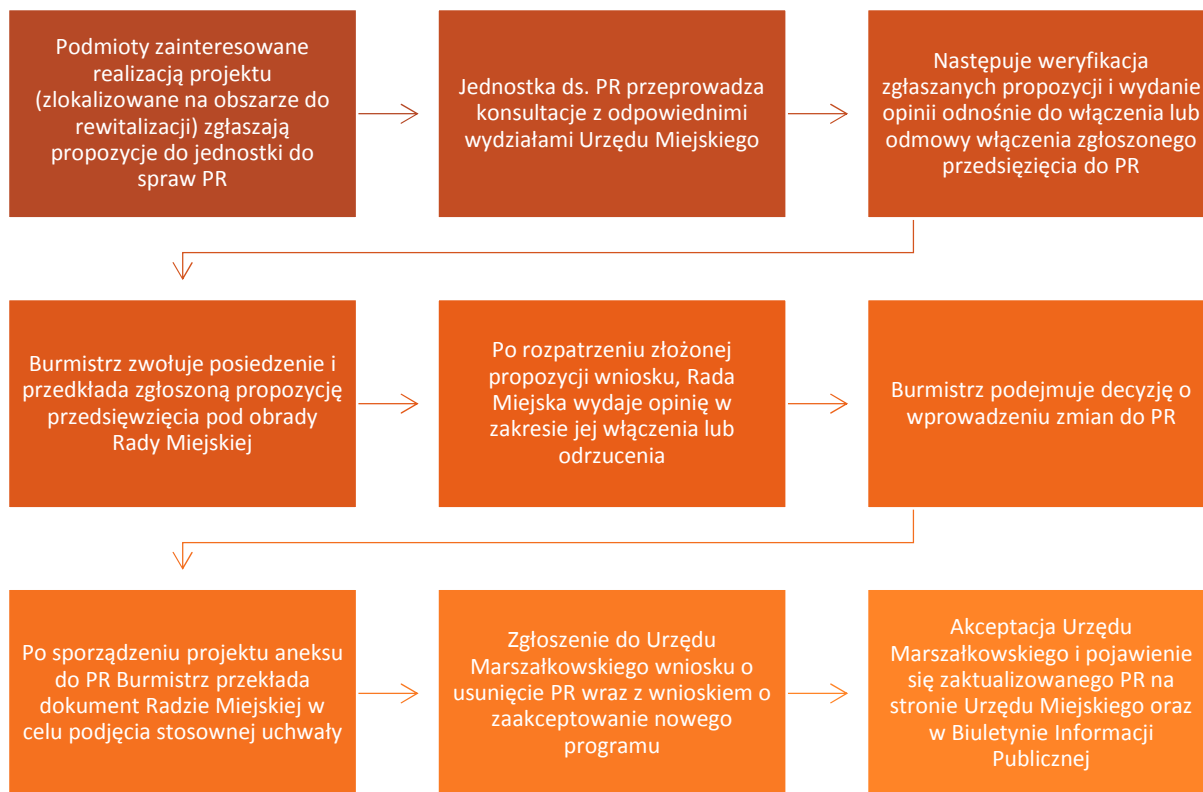 Podmioty zainteresowane
realizacją projektu
(zlokalizowane na obszarze do
rewitalizacji) zgłaszają
propozycje do jednostki do
spraw PR
Jednostka ds. PR przeprowadza
konsultacje z odpowiednimi
wydziałami Urzędu Miejskiego
Następuje weryfikacja
zgłaszanych propozycji i wydanie
opinii odnośnie do włączenia lub
odmowy włączenia zgłoszonego
przedsięzięcia do PR
Burmistrz zwołuje posiedzenie i
przedkłada zgłoszoną propozycję
przedsięwzięcia pod obrady
Rady Miejskiej
Po rozpatrzeniu złożonej
propozycji wniosku, Rada
Miejska wydaje opinię w
zakresie jej włączenia lub
odrzucenia
Burmistrz podejmuje decyzję o
wprowadzeniu zmian do PR
Po sporządzeniu projektu aneksu
do PR Burmistrz przekłada
dokument Radzie Miejskiej w
celu podjęcia stosownej uchwały
Zgłoszenie do Urzędu
Marszałkowskiego wniosku o
usunięcie PR wraz z wnioskiem o
zaakceptowanie nowego
programu
Akceptacja Urzędu
Marszałkowskiego i pojawienie
się zaktualizowanego PR na
stronie Urzędu Miejskiego oraz
w Biuletynie Informacji
Publicznej